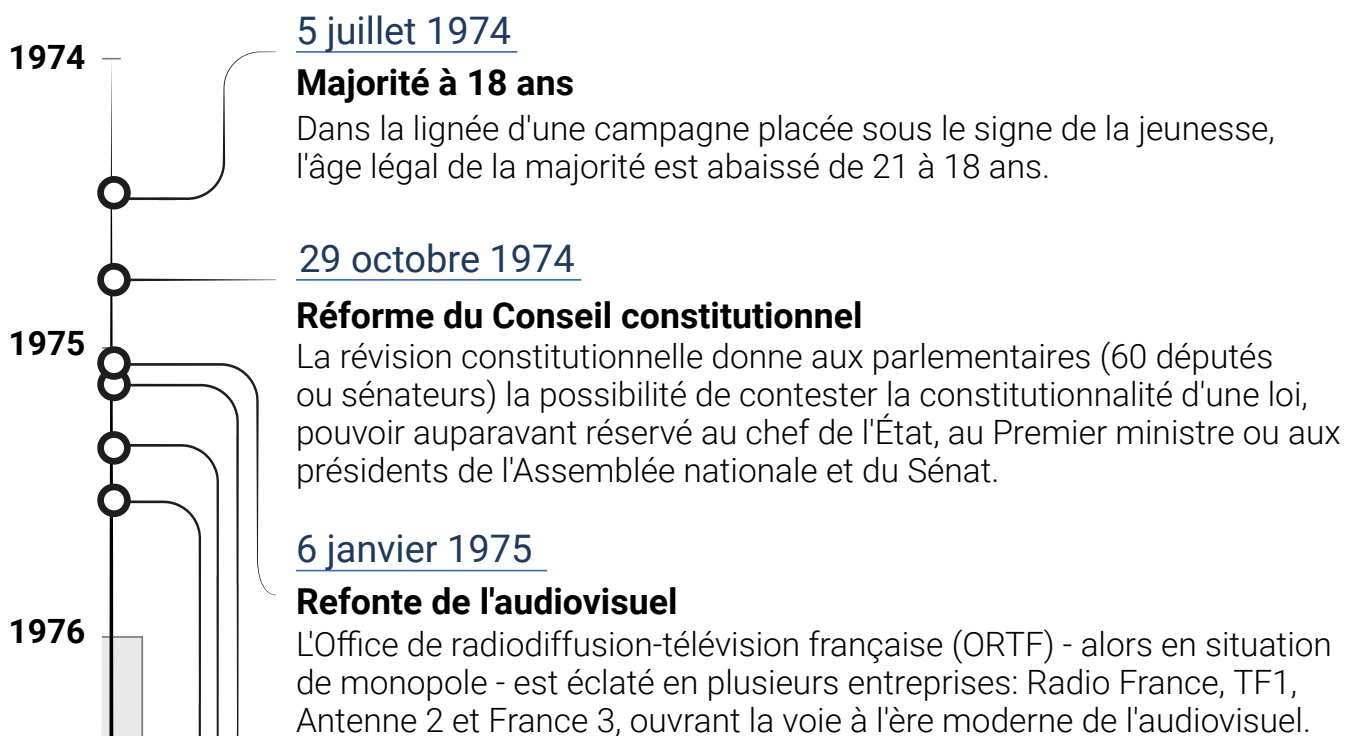 1974
5 juillet 1974
Majorité à 18 ans
Dans la lignée d'une campagne placée sous le signe de la jeunesse,
l'âge légal de la majorité est abaissé de 21 à 18 ans.
29 octobre 1974
Réforme du Conseil constitutionnel
1975
La révision constitutionnelle donne aux parlementaires (60 députés
ou sénateurs) la possibilité de contester la constitutionnalité d'une loi,
pouvoir auparavant réservé au chef de l'État, au Premier ministre ou aux
présidents de l'Assemblée nationale et du Sénat.
6 janvier 1975
Refonte de l'audiovisuel
1976
L'Office de radiodiffusion-télévision française (ORTF) - alors en situation
de monopole - est éclaté en plusieurs entreprises: Radio France, TF1,
Antenne 2 et France 3, ouvrant la voie à l'ère moderne de l'audiovisuel.